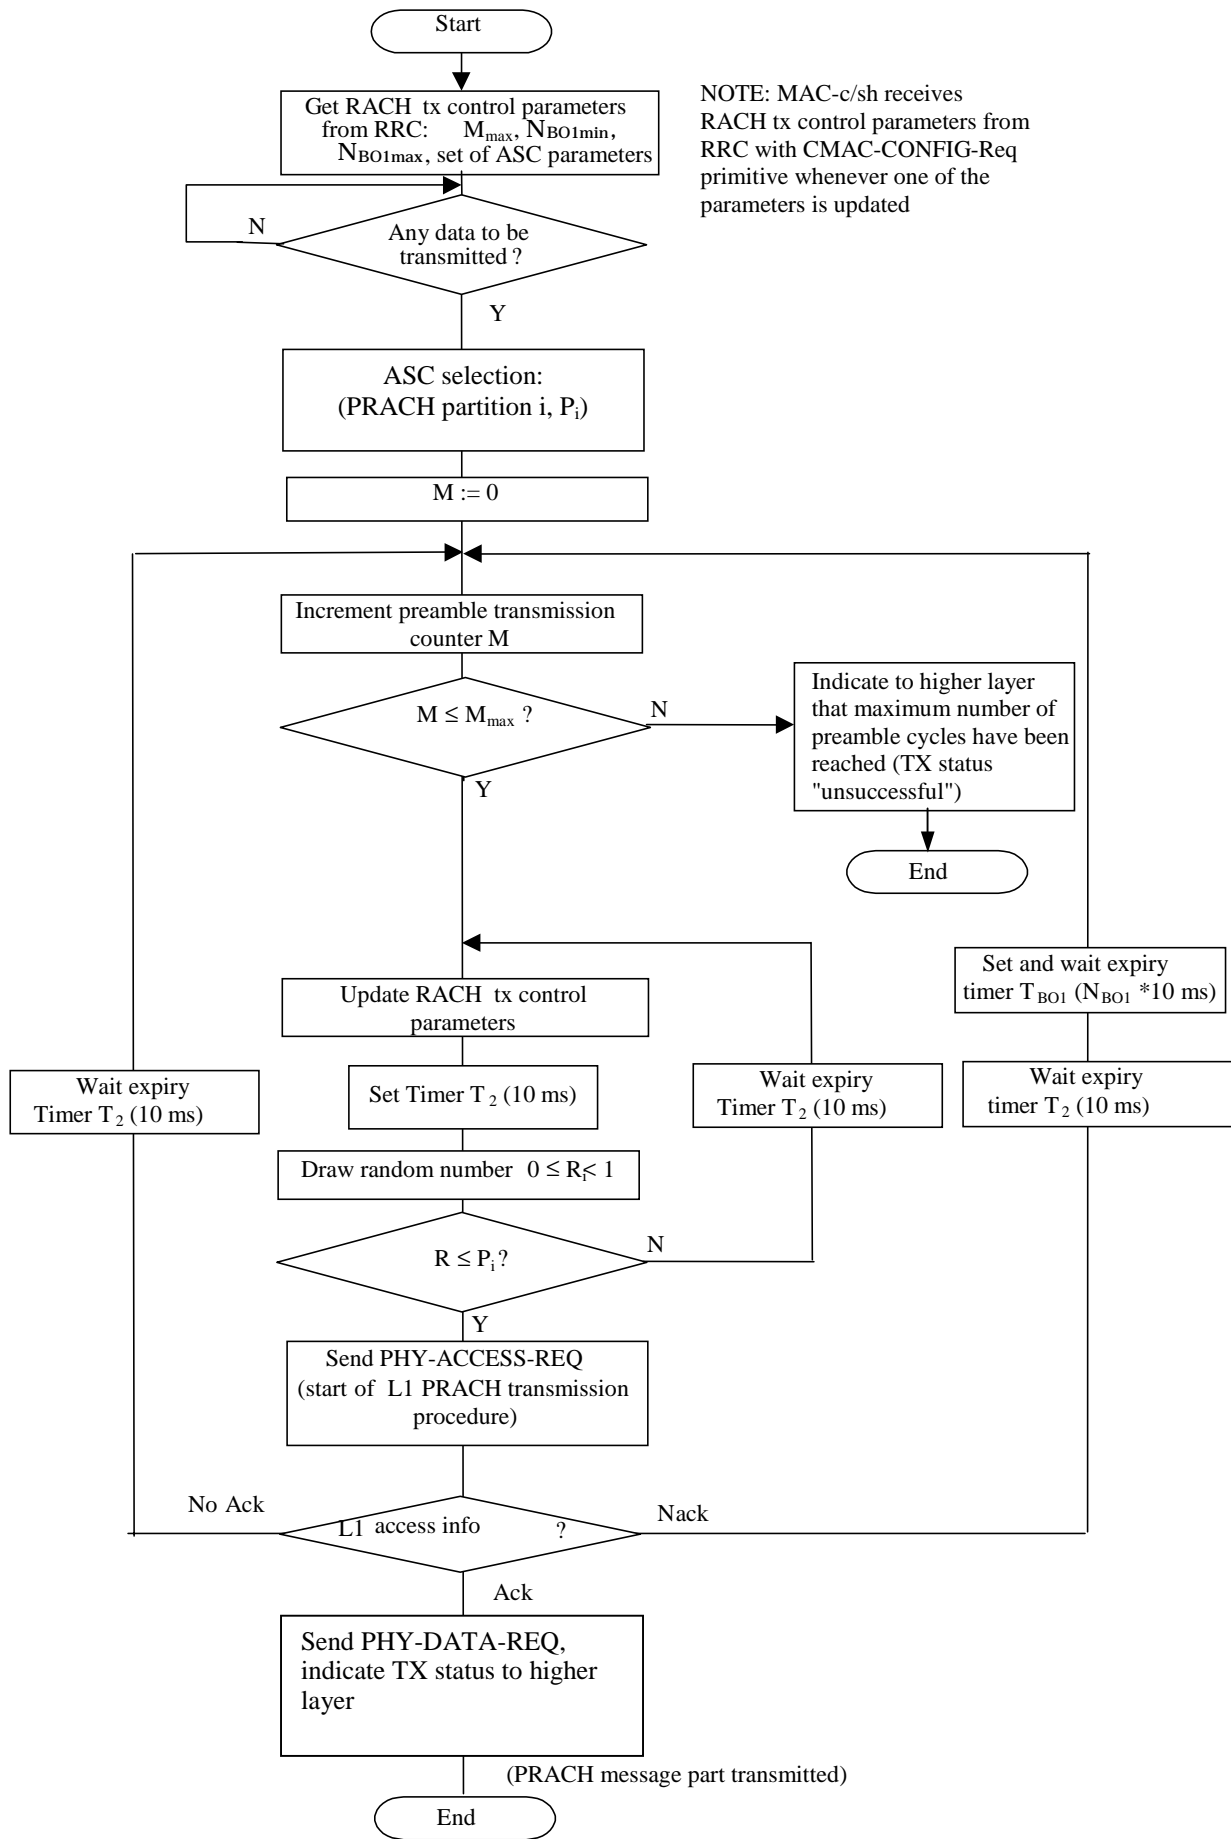 Start
Get RACH tx control parameters
from RRC: M_max, N_BO1min,
N_BO1max, set of ASC parameters
NOTE: MAC-c/sh receives
RACH tx control parameters from
RRC with CMAC-CONFIG-Req
primitive whenever one of the
parameters is updated
N
Any data to be
transmitted ?
Y
ASC selection:
(PRACH partition i, P_i)
M := 0
Increment preamble transmission
counter M
M ≤ M_max ?
N
Y
Indicate to higher layer
that maximum number of
preamble cycles have been
reached (TX status
"unsuccessful")
End
Update RACH tx control
parameters
Set and wait expiry
timer T_BO1 (N_BO1 *10 ms)
Wait expiry
Timer T_2 (10 ms)
Set Timer T_2 (10 ms)
Wait expiry
Timer T_2 (10 ms)
Wait expiry
timer T_2 (10 ms)
Draw random number 0 ≤ R_i< 1
R ≤ P_i ?
N
Y
Send PHY-ACCESS-REQ
(start of L1 PRACH transmission
procedure)
No Ack
L1 access info ?
Nack
Ack
Send PHY-DATA-REQ,
indicate TX status to higher
layer
(PRACH message part transmitted)
End